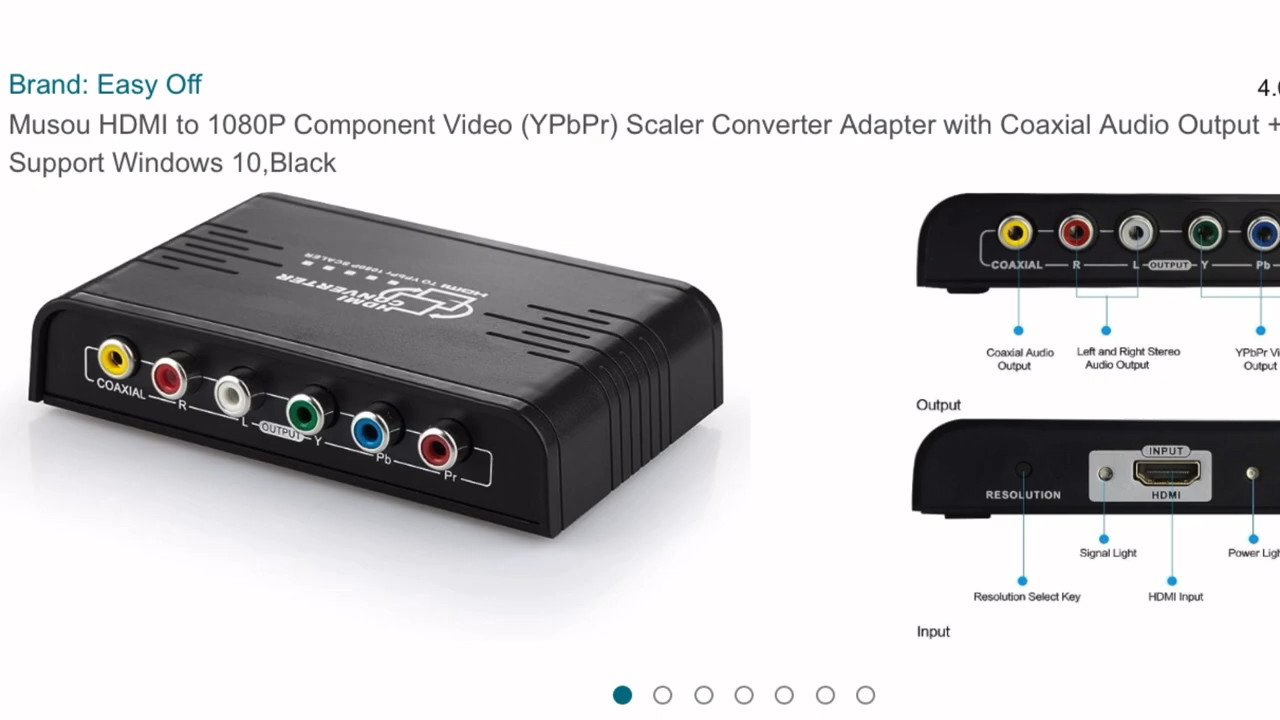 Brand: Easy Off
4.
Musou HDMI to 1080P Component Video (YPbPr) Scaler Converter Adapter with Coaxial Audio Output +
Support Windows 10,Black
HDMI
CONVERTER
HDMI TO YPbPr 1080P SCALER
COAXIAL
R
L
OUTPUT
Y
Pb
Pr
COAXIAL
R
L
OUTPUT
Y
Pb
Coaxial Audio
Output
Left and Right Stereo
Audio Output
YPbPr Vi
Output
Output
INPUT
RESOLUTION
HDMI
Signal Light
Power Ligh
Resolution Select Key
HDMI Input
Input